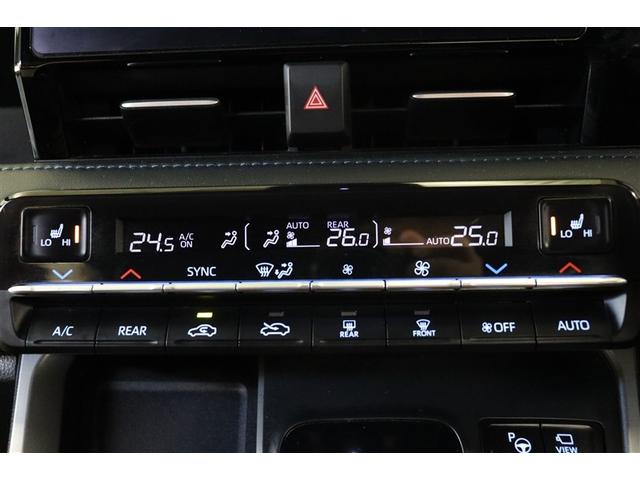 LO HI
24.5 A/C ON AUTO REAR 26.0 AUTO 25.0
LO HI
SYNC
A/C REAR REAR FRONT OFF AUTO
P VIEW